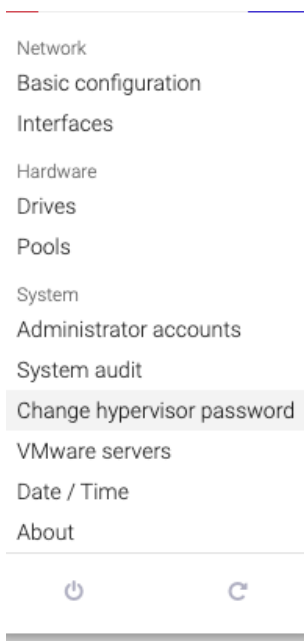 Network
Basic configuration
Interfaces
Hardware
Drives
Pools
System
Administrator accounts
System audit
Change hypervisor password
VMware servers
Date / Time
About